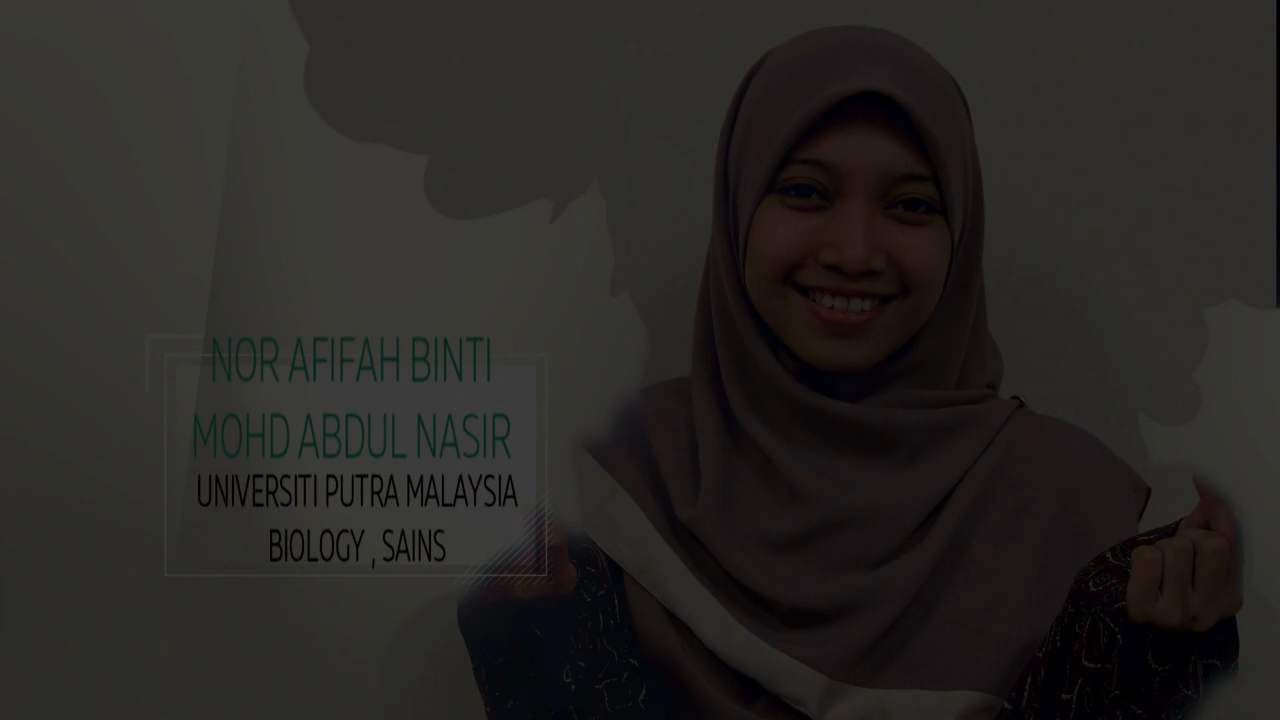 NOR AFIFAH BINTI
MOHD ABDUL NASIR
UNIVERSITI PUTRA MALAYSIA
BIOLOGY , SAINS